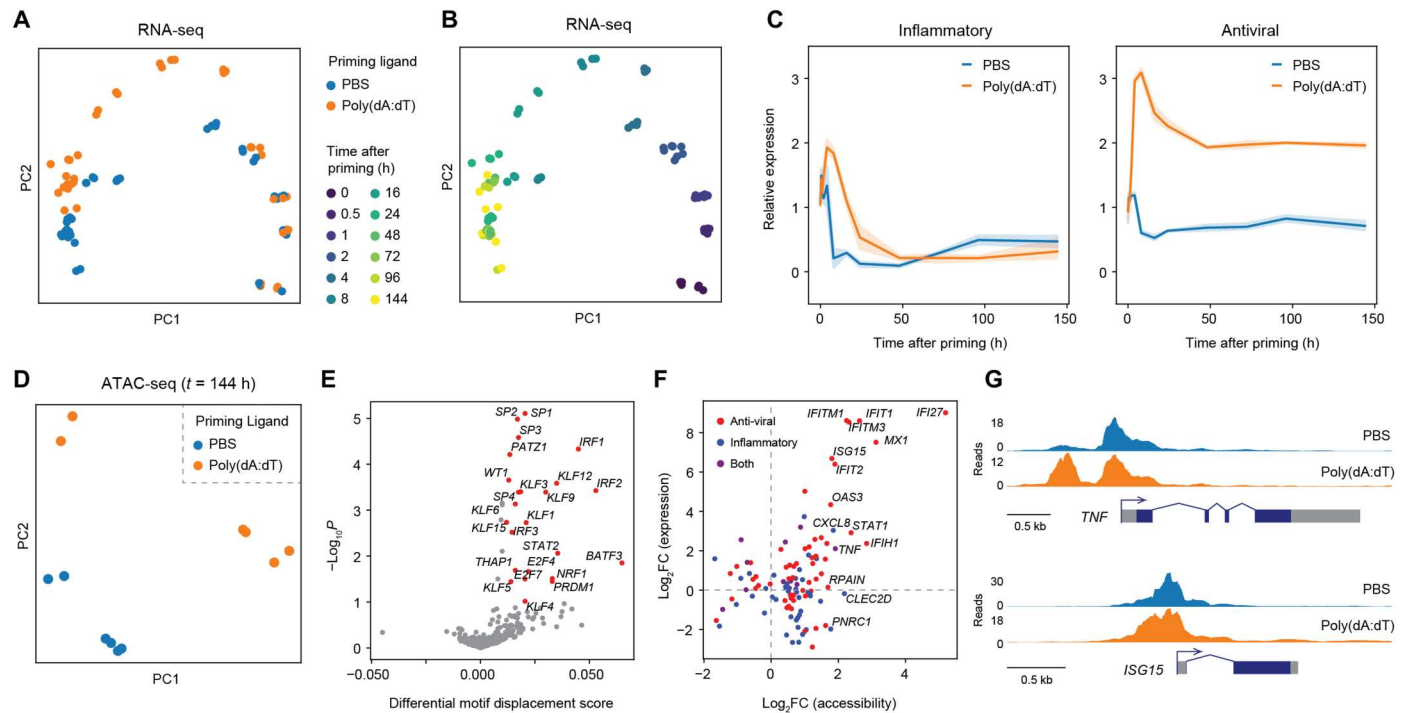 A
RNA-seq
PC2
PC1
Priming ligand
PBS
Poly(dA:dT)
Time after
priming (h)
0
0.5
1
2
4
8
16
24
48
72
96
144
B
RNA-seq
PC2
PC1
C
Inflammatory
PBS
Poly(dA:dT)
Relative expression
3
2
1
0
0 50 100 150
Time after priming (h)
Antiviral
PBS
Poly(dA:dT)
3
2
1
0
0 50 100 150
Time after priming (h)
D
ATAC-seq (t = 144 h)
Priming Ligand
PBS
Poly(dA:dT)
PC2
PC1
E
−Log10P
5
4
3
2
1
0
SP2
SP1
SP3
PATZ1
IRF1
WT1
KLF12
KLF3
IRF2
SP4
KLF9
KLF6
KLF1
KLF15
IRF3
STAT2
BATF3
THAP1
E2F4
E2F7
NRF1
KLF5
PRDM1
KLF4
−0.050 0.000 0.050
Differential motif displacement score
F
Anti-viral
Inflammatory
Both
Log2FC (expression)
8
6
4
2
0
−2
IFITM1
IFIT1
IFI27
IFITM3
MX1
ISG15
IFIT2
OAS3
CXCL8
STAT1
TNF
IFIH1
RPAIN
CLEC2D
PNRC1
−2 0 2 4
Log2FC (accessibility)
G
Reads
18
0
12
0
PBS
Poly(dA:dT)
0.5 kb
TNF
Reads
30
0
18
0
PBS
Poly(dA:dT)
0.5 kb
ISG15